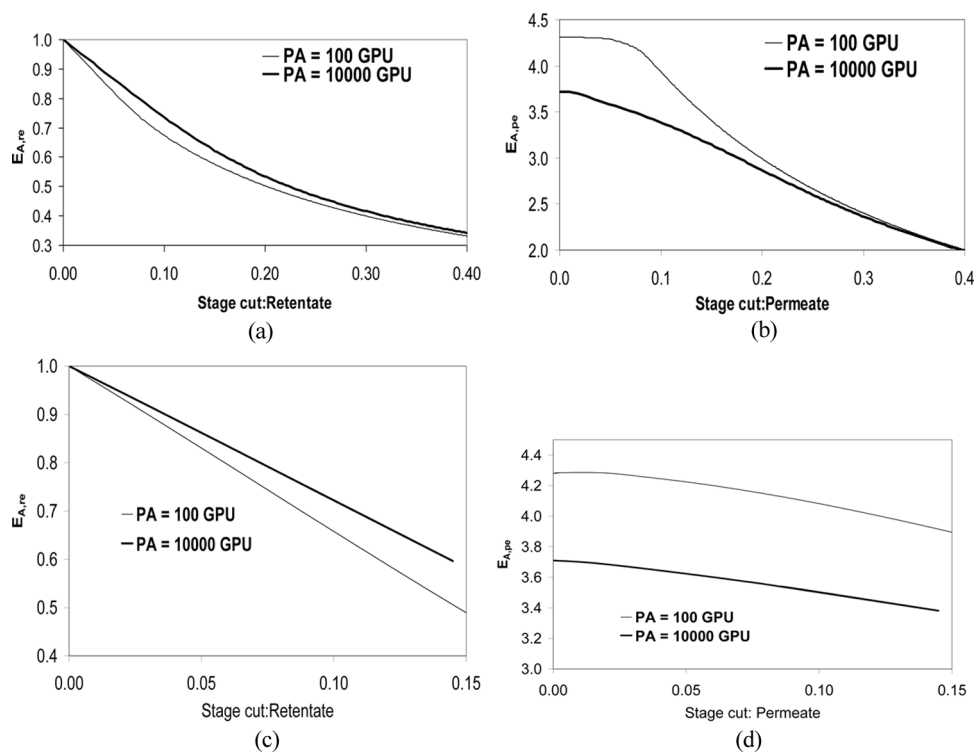 1.0
0.9
0.8
0.7
0.6
0.5
0.4
0.3
E A,re
PA = 100 GPU
PA = 10000 GPU
0.00 0.10 0.20 0.30 0.40
Stage cut:Retentate
(a)
4.5
4.0
3.5
3.0
2.5
2.0
E A,pe
PA = 100 GPU
PA = 10000 GPU
0.0 0.1 0.2 0.3 0.4
Stage cut:Permeate
(b)
1.0
0.9
0.8
0.7
0.6
0.5
0.4
E A,re
PA = 100 GPU
PA = 10000 GPU
0.00 0.05 0.10 0.15
Stage cut:Retentate
(c)
4.4
4.2
4.0
3.8
3.6
3.4
3.2
3.0
E A,pe
PA = 100 GPU
PA = 10000 GPU
0.00 0.05 0.10 0.15
Stage cut: Permeate
(d)